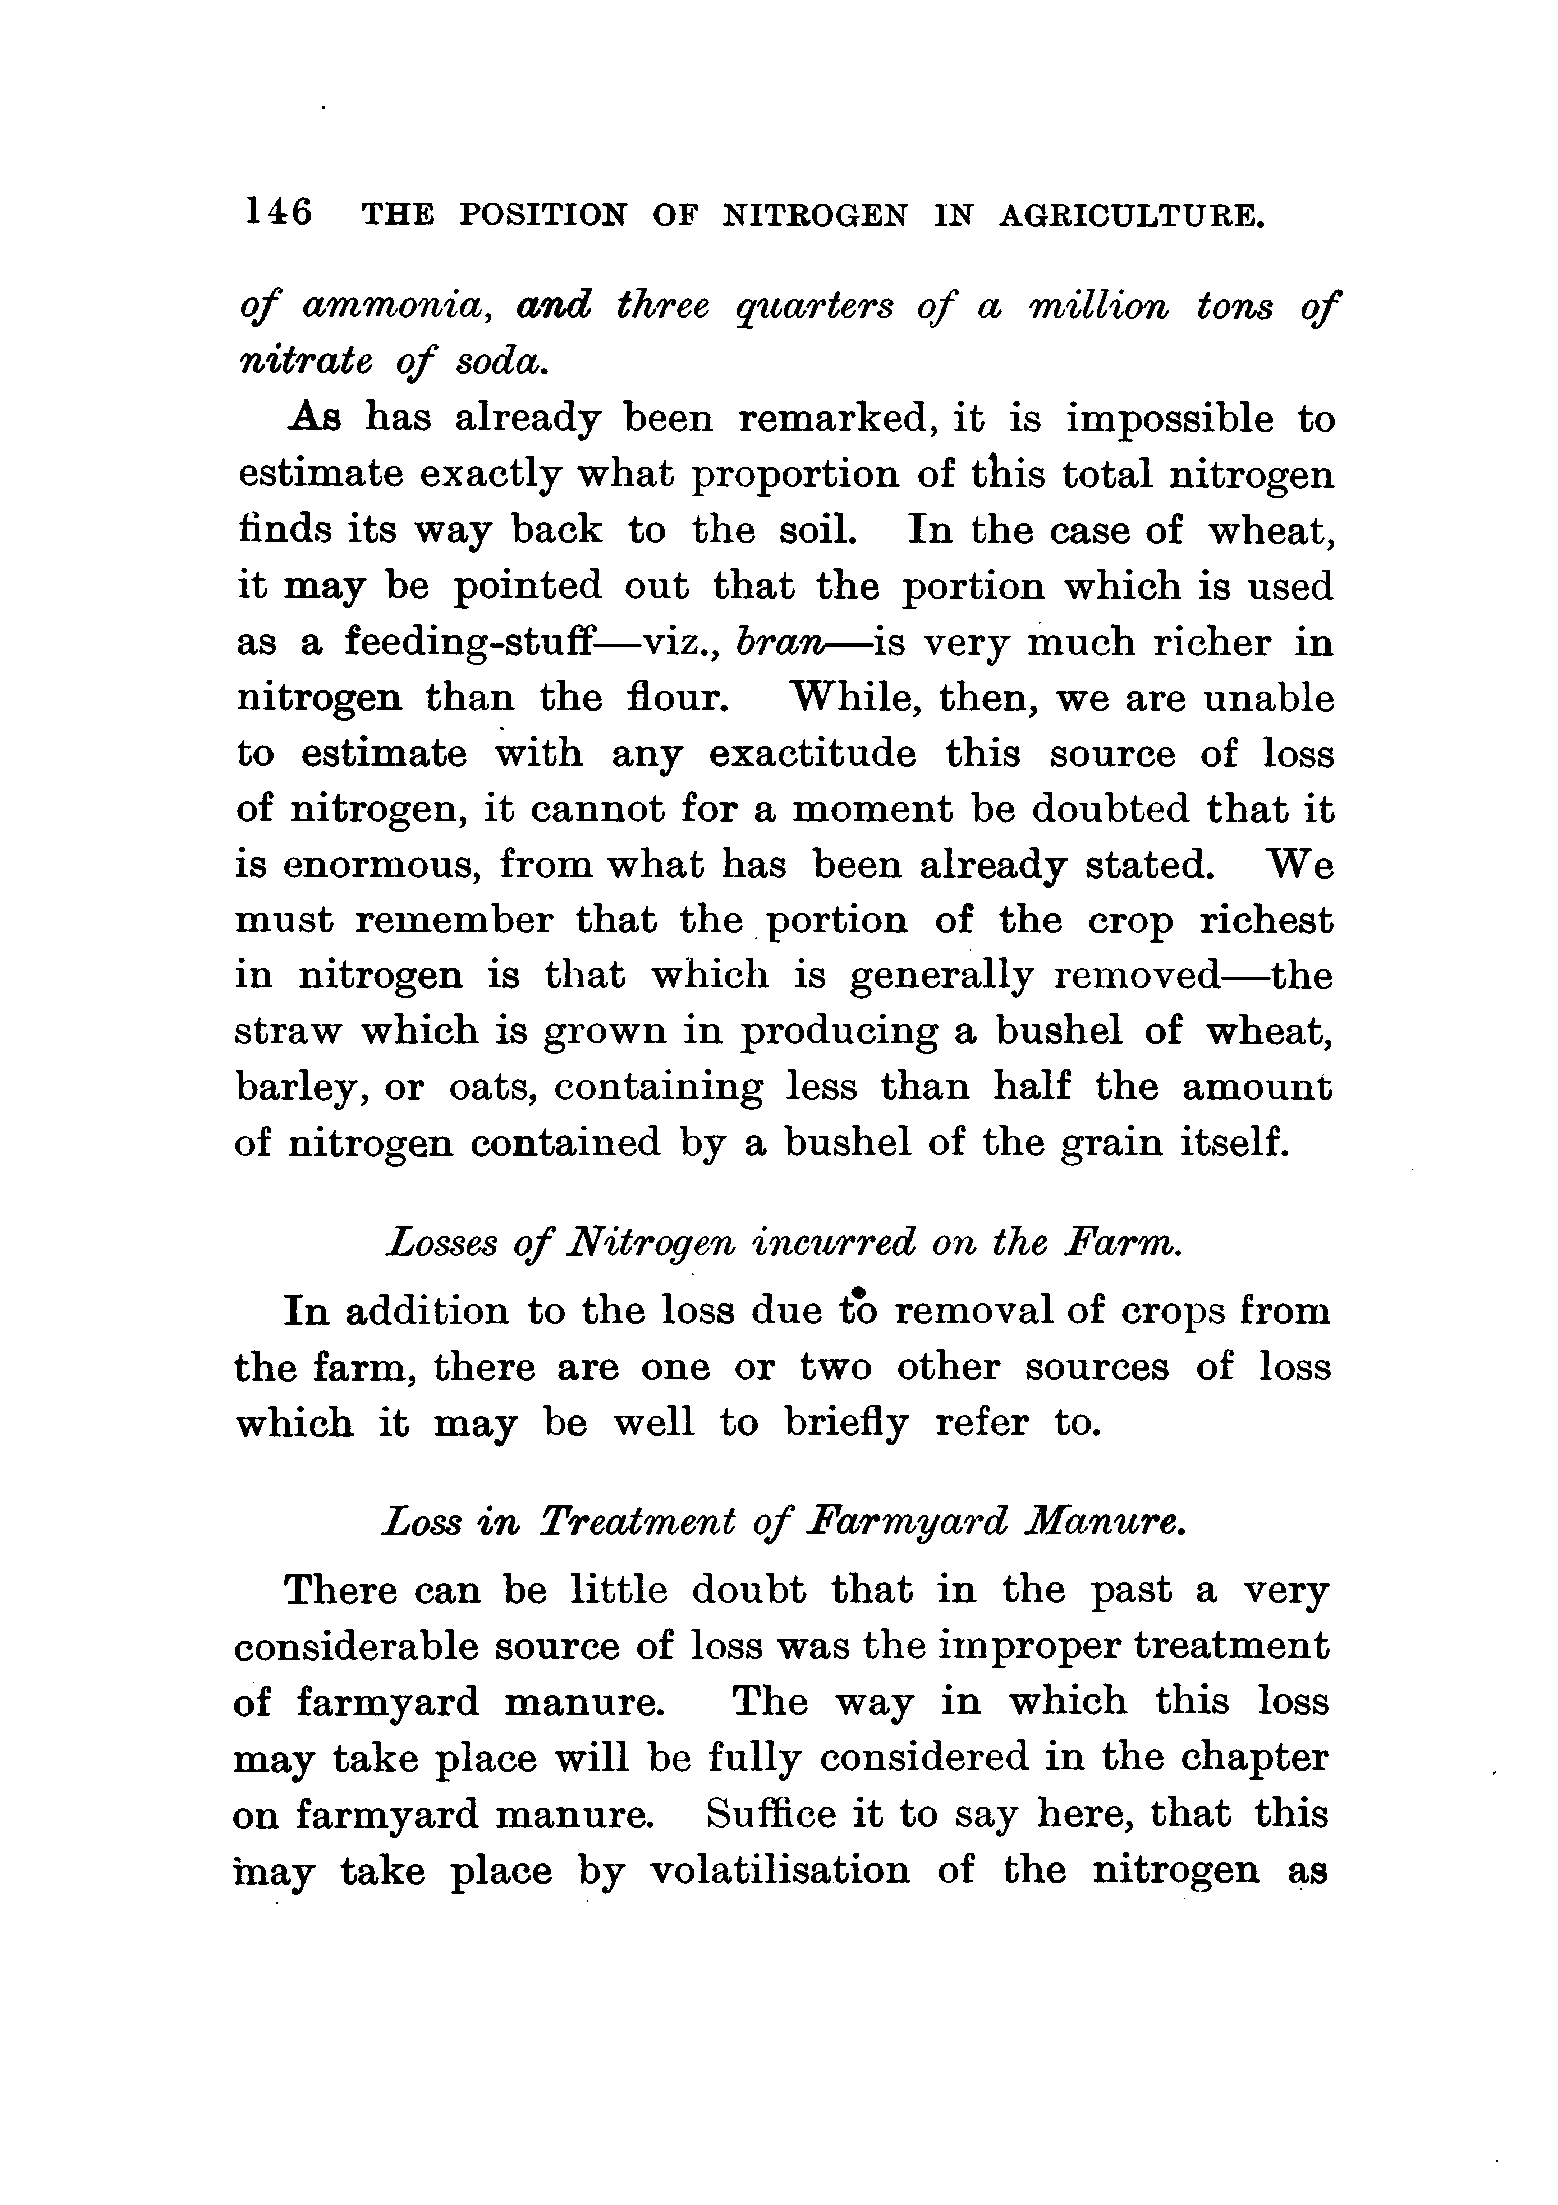 146 THE POSITION OF NITROGEN IN AGRICULTURE.
of ammonia, and three quarters of a million tons of
nitrate of soda.
As has already been remarked, it is impossible to
estimate exactly what proportion of this total nitrogen
finds its way back to the soil. In the case of wheat,
it may be pointed out that the portion which is used
as a feeding-stuff—viz., bran—is very much richer in
nitrogen than the flour. While, then, we are unable
to estimate with any exactitude this source of loss
of nitrogen, it cannot for a moment be doubted that it
is enormous, from what has been already stated. We
must remember that the portion of the crop richest
in nitrogen is that which is generally removed—the
straw which is grown in producing a bushel of wheat,
barley, or oats, containing less than half the amount
of nitrogen contained by a bushel of the grain itself.
Losses of Nitrogen incurred on the Farm.
In addition to the loss due to removal of crops from
the farm, there are one or two other sources of loss
which it may be well to briefly refer to.
Loss in Treatment of Farmyard Manure.
There can be little doubt that in the past a very
considerable source of loss was the improper treatment
of farmyard manure. The way in which this loss
may take place will be fully considered in the chapter
on farmyard manure. Suffice it to say here, that this
may take place by volatilisation of the nitrogen as